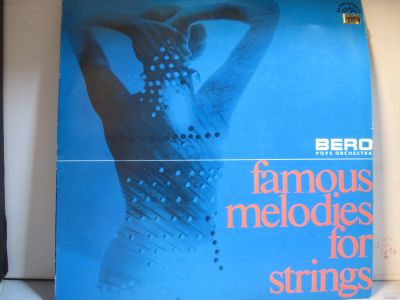 BERO
POPS ORCHESTRA
famous
melodies
for
strings